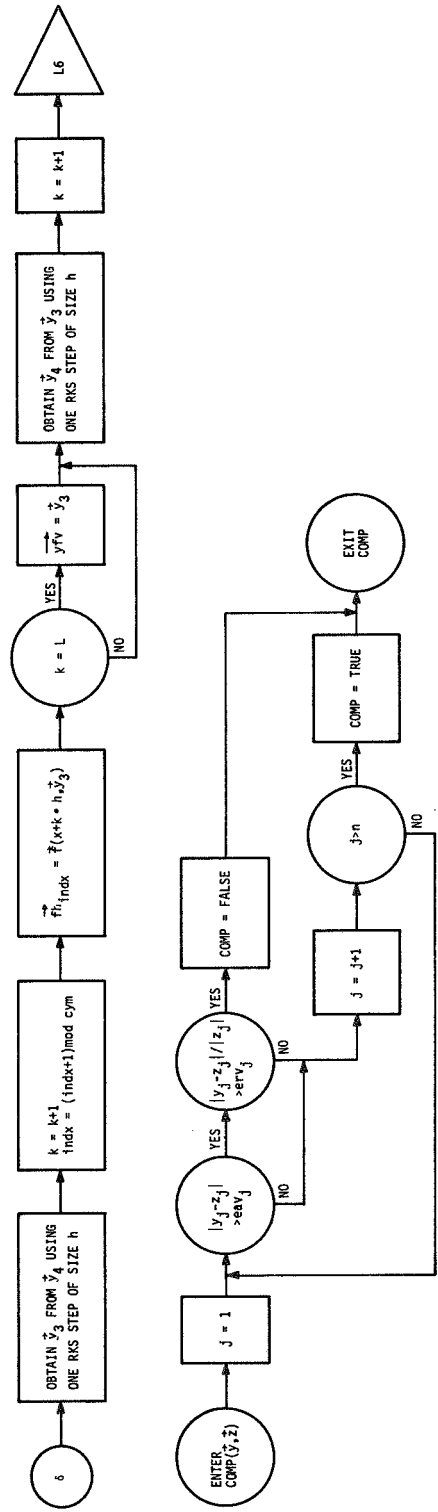 δ
OBTAIN y⃗₃ FROM y⃗₄ USING
ONE RKS STEP OF SIZE h
k = k+1
indx = (indx+1)mod cym
f⃗h_indx = f⃗(x+k * h,y⃗₃)
k = L
YES
NO
y⃗fv = y⃗₃
OBTAIN y⃗₄ FROM y⃗₃ USING
ONE RKS STEP OF SIZE h
k = k+1
L6
ENTER
COMP(y⃗,z⃗)
j = 1
|yⱼ-zⱼ|
>eavⱼ
YES
NO
|yⱼ-zⱼ|/|zⱼ|
>ervⱼ
YES
NO
COMP = FALSE
j = j+1
j>n
YES
NO
COMP = TRUE
EXIT
COMP